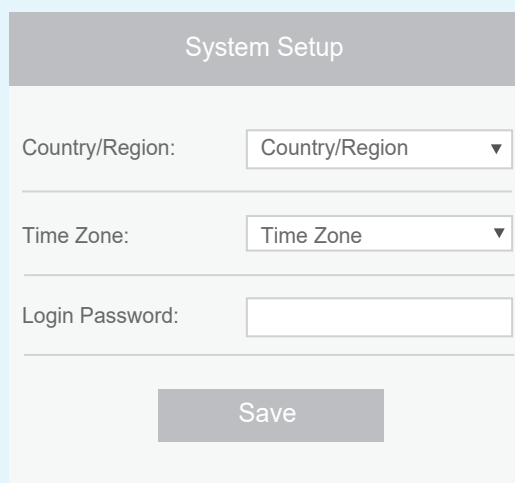 System Setup
Country/Region: Country/Region
Time Zone: Time Zone
Login Password:
Save